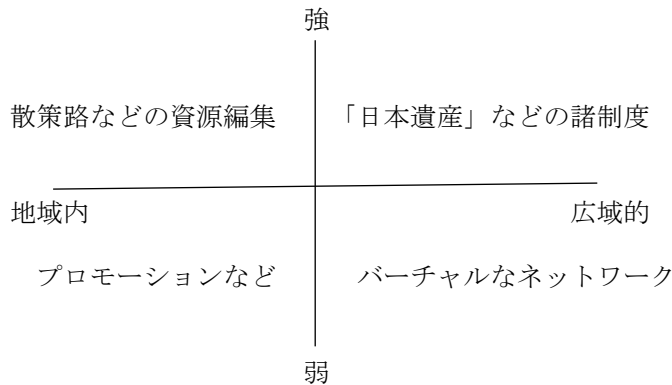 強
散策路などの資源編集
「日本遺産」などの諸制度
地域内
広域的
プロモーションなど
バーチャルなネットワーク
弱